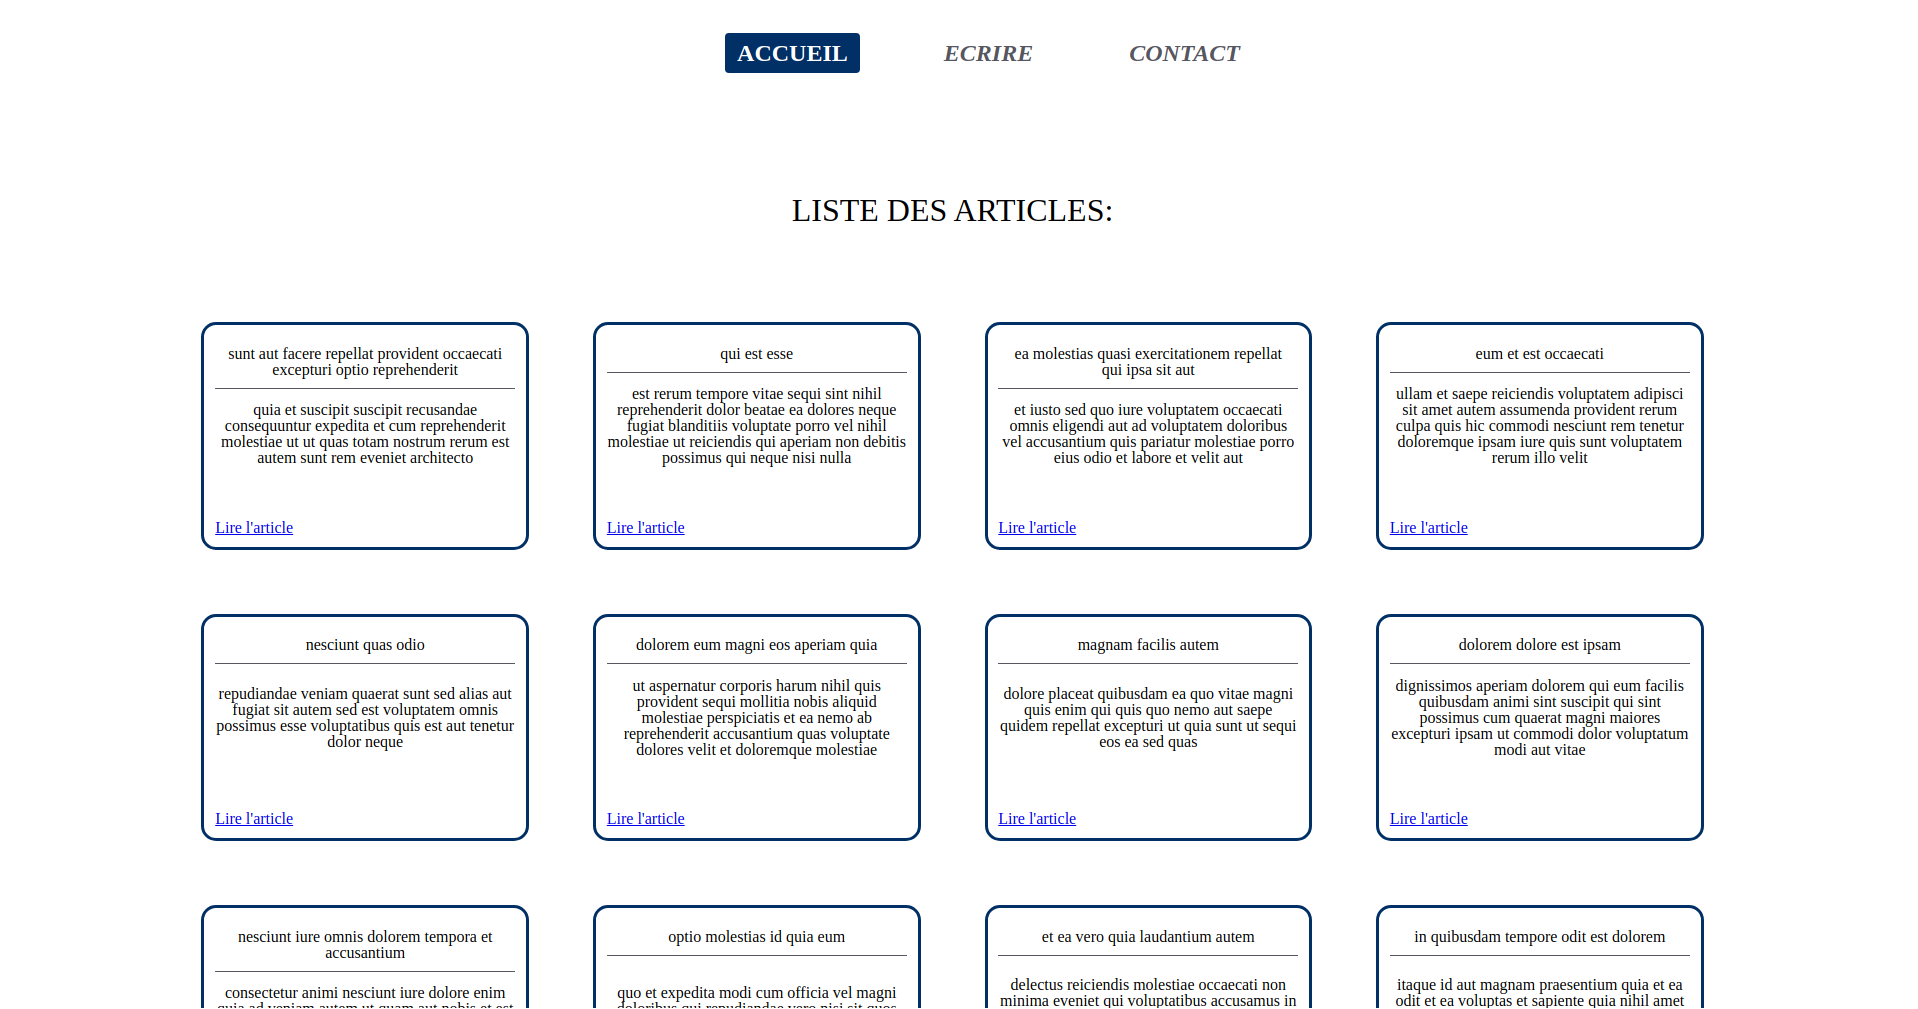 ACCUEIL ECRIRE CONTACT
LISTE DES ARTICLES:
sunt aut facere repellat provident occaecati
excepturi optio reprehenderit
quia et suscipit suscipit recusandae
consequuntur expedita et cum reprehenderit
molestiae ut ut quas totam nostrum rerum est
autem sunt rem eveniet architecto
Lire l'article
qui est esse
est rerum tempore vitae sequi sint nihil
reprehenderit dolor beatae ea dolores neque
fugiat blanditiis voluptate porro vel nihil
molestiae ut reiciendis qui aperiam non debitis
possimus qui neque nisi nulla
Lire l'article
ea molestias quasi exercitationem repellat
qui ipsa sit aut
et iusto sed quo iure voluptatem occaecati
omnis eligendi aut ad voluptatem doloribus
vel accusantium quis pariatur molestiae porro
eius odio et labore et velit aut
Lire l'article
eum et est occaecati
ullam et saepe reiciendis voluptatem adipisci
sit amet autem assumenda provident rerum
culpa quis hic commodi nesciunt rem tenetur
doloremque ipsam iure quis sunt voluptatem
rerum illo velit
Lire l'article
nesciunt quas odio
repudiandae veniam quaerat sunt sed alias aut
fugiat sit autem sed est voluptatem omnis
possimus esse voluptatibus quis est aut tenetur
dolor neque
Lire l'article
dolorem eum magni eos aperiam quia
ut aspernatur corporis harum nihil quis
provident sequi mollitia nobis aliquid
molestiae perspiciatis et ea nemo ab
reprehenderit accusantium quas voluptate
dolores velit et doloremque molestiae
Lire l'article
magnam facilis autem
dolore placeat quibusdam ea quo vitae magni
quis enim qui quis quo nemo aut saepe
quidem repellat excepturi ut quia sunt ut sequi
eos ea sed quas
Lire l'article
dolorem dolore est ipsam
dignissimos aperiam dolorem qui eum facilis
quibusdam animi sint suscipit qui sint
possimus cum quaerat magni maiores
excepturi ipsam ut commodi dolor voluptatum
modi aut vitae
Lire l'article
nesciunt iure omnis dolorem tempora et
accusantium
consectetur animi nesciunt iure dolore enim
quia ad veniam autem ut quam aut nobis et est
optio molestias id quia eum
quo et expedita modi cum officia vel magni
doloribus qui repudiandae vero nisi sit quos
et ea vero quia laudantium autem
delectus reiciendis molestiae occaecati non
minima eveniet qui voluptatibus accusamus in
in quibusdam tempore odit est dolorem
itaque id aut magnam praesentium quia et ea
odit et ea voluptas et sapiente quia nihil amet